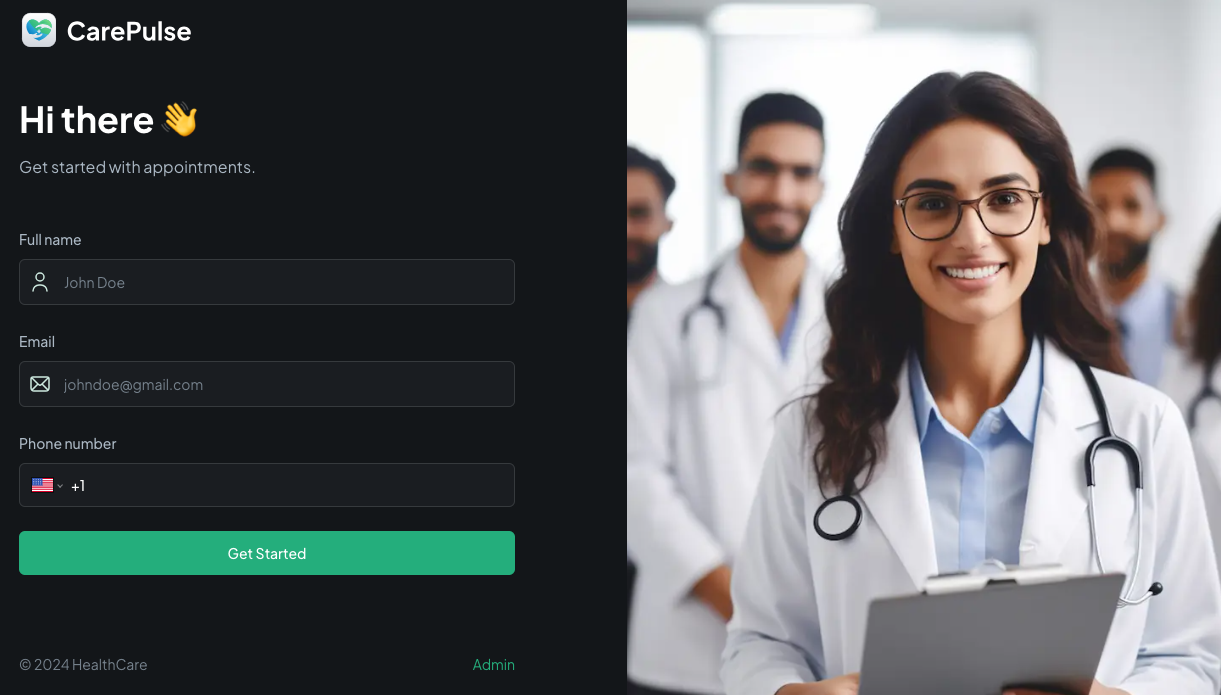 CarePulse
Hi there 👋
Get started with appointments.
Full name
John Doe
Email
johndoe@gmail.com
Phone number
+1
Get Started
© 2024 HealthCare
Admin